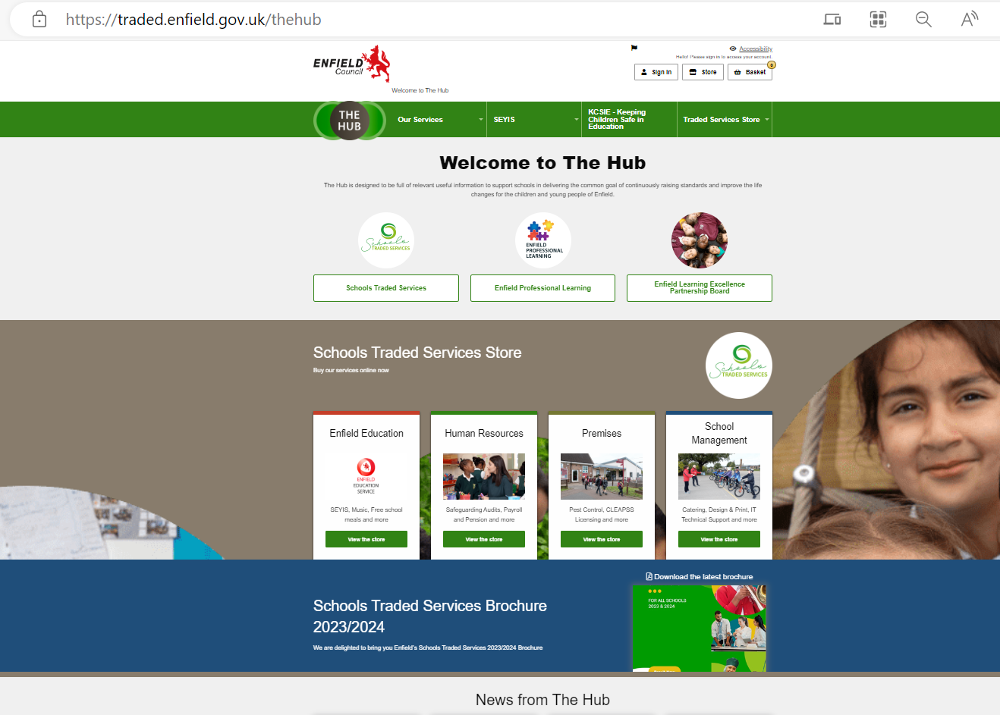 https://traded.enfield.gov.uk/thehub
ENFIELD
Council
Accessibility
Hello! Please sign in to access your account.
Sign In
Store
Basket
0
Welcome to The Hub
THE
HUB
Our Services
SEYIS
KCSIE - Keeping
Children Safe in
Education
Traded Services Store
Welcome to The Hub
The Hub is designed to be full of relevant useful information to support schools in delivering the common goal of continuously raising standards and improve the life
changes for the children and young people of Enfield.
Schools
TRADED SERVICES
ENFIELD
PROFESSIONAL
LEARNING
Schools Traded Services
Enfield Professional Learning
Enfield Learning Excellence
Partnership Board
Schools Traded Services Store
Buy our services online now
Schools
TRADED SERVICES
Enfield Education
ENFIELD
EDUCATION
SERVICE
SEYIS, Music, Free school
meals and more
View the store
Human Resources
Safeguarding Audits, Payroll
and Pension and more
View the store
Premises
Pest Control, CLEAPSS
Licensing and more
View the store
School
Management
Catering, Design & Print, IT
Technical Support and more
View the store
Schools Traded Services Brochure
2023/2024
We are delighted to bring you Enfield's Schools Traded Services 2023/2024 Brochure
Download the latest brochure
FOR ALL SCHOOLS
2023 & 2024
News from The Hub